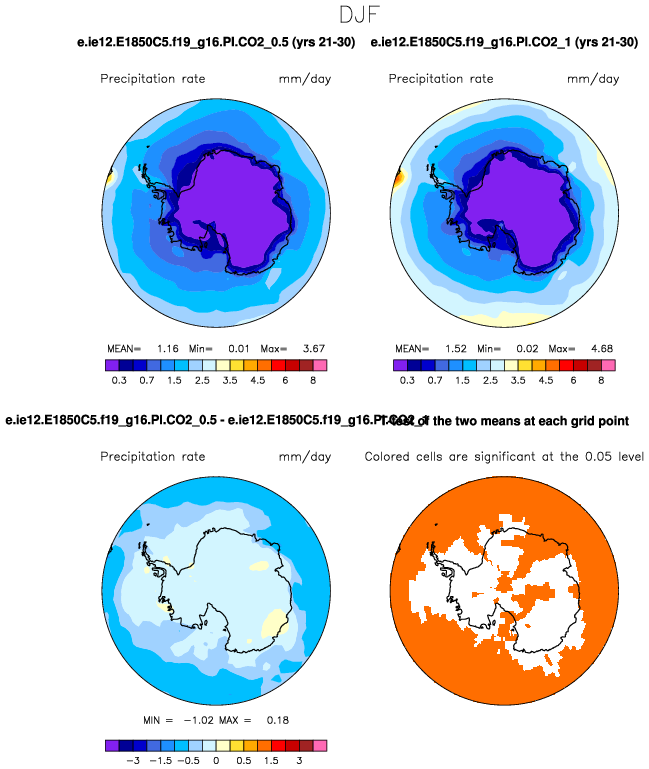 DJF
e.ie12.E1850C5.f19_g16.PI.CO2_0.5 (yrs 21-30)
e.ie12.E1850C5.f19_g16.PI.CO2_1 (yrs 21-30)
Precipitation rate mm/day
Precipitation rate mm/day
MEAN= 1.16 Min= 0.01 Max= 3.67
MEAN= 1.52 Min= 0.02 Max= 4.68
0.3 0.7 1.5 2.5 3.5 4.5 6 8
0.3 0.7 1.5 2.5 3.5 4.5 6 8
e.ie12.E1850C5.f19_g16.PI.CO2_0.5 - e.ie12.E1850C5.f19_g16.PI.CO2_1
T-Test of the two means at each grid point
Precipitation rate mm/day
Colored cells are significant at the 0.05 level
MIN = -1.02 MAX = 0.18
-3 -1.5 -0.5 0 0.5 1.5 3